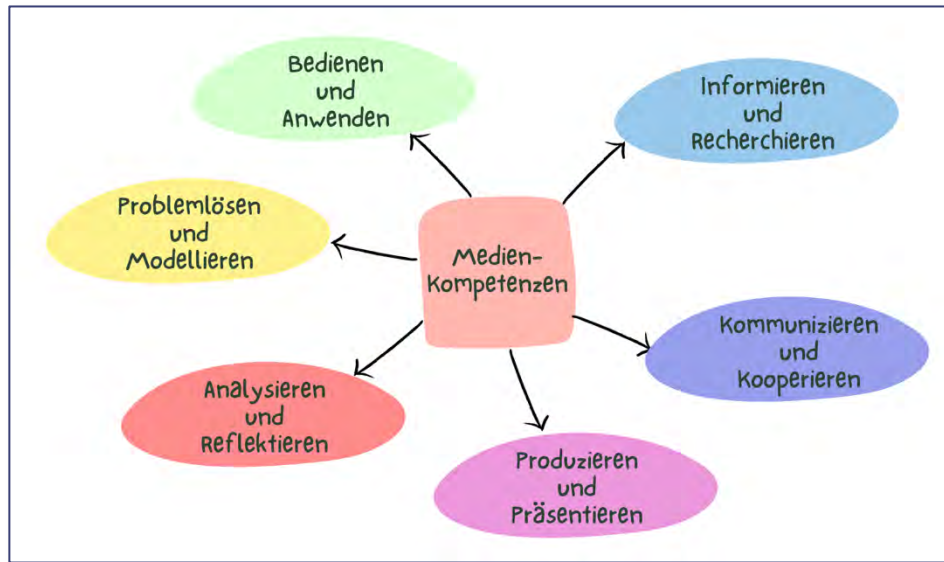 Bedienen
und
Anwenden
Informieren
und
Recherchieren
Problemlösen
und
Modellieren
Medien-
Kompetenzen
Kommunizieren
und
Kooperieren
Analysieren
und
Reflektieren
Produzieren
und
Präsentieren